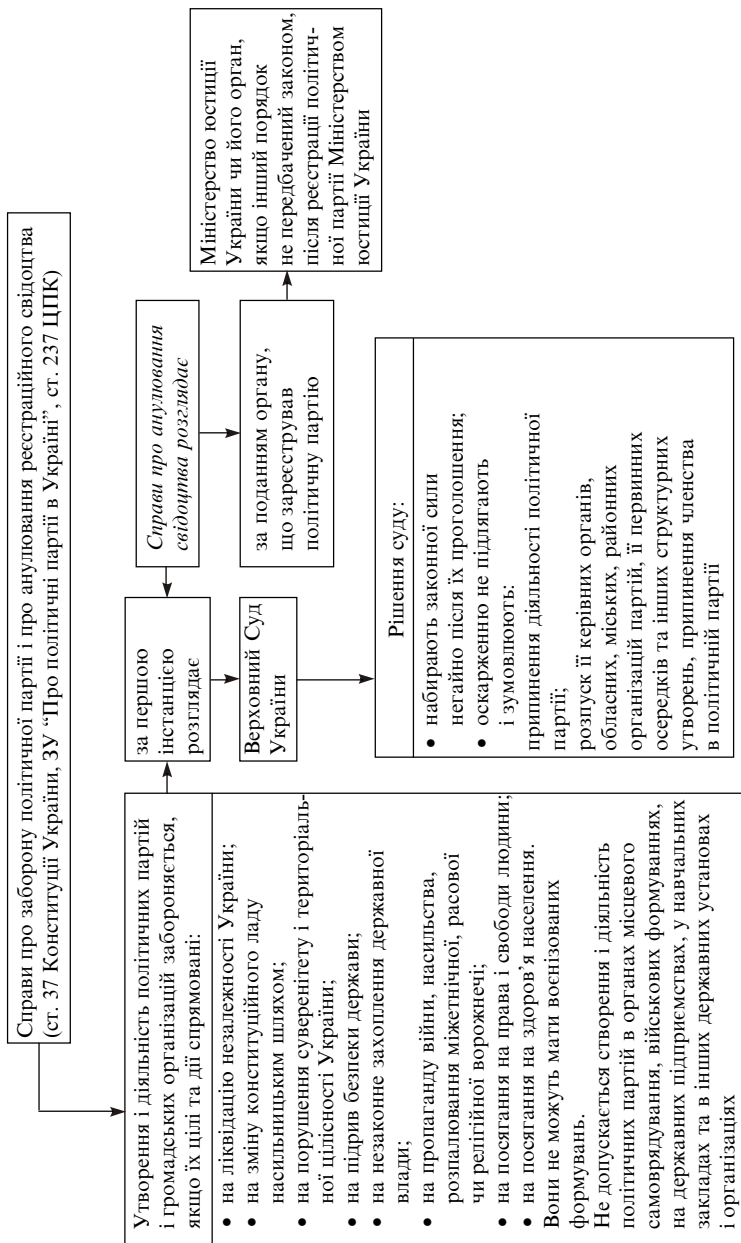 Справи про заборону політичної партії і про анулювання реєстраційного свідоцтва
(ст. 37 Конституції України, ЗУ “Про політичні партії в Україні”, ст. 237 ЦПК)
Утворення і діяльність політичних партій
і громадських організацій забороняється,
якщо їх цілі та дії спрямовані:
• на ліквідацію незалежності України;
• на зміну конституційного ладу
насильницьким шляхом;
• на порушення суверенітету і територіаль-
ної цілісності України;
• на підрив безпеки держави;
• на незаконне захоплення державної
влади;
• на пропаганду війни, насильства,
розпалювання міжетнічної, расової
чи релігійної ворожнечі;
• на посягання на права і свободи людини;
• на посягання на здоров’я населення.
Вони не можуть мати воєнізованих
формувань.
Не допускається створення і діяльність
політичних партій в органах місцевого
самоврядування, військових формуваннях,
на державних підприємствах, у навчальних
закладах та в інших державних установах
і організаціях
за першою
інстанцією
розглядає
Верховний Суд
України
Справи про анулювання
свідоцтва розглядає
за поданням органу,
що зареєстрував
політичну партію
Міністерство юстиції
України чи його орган,
якщо інший порядок
не передбачений законом,
після реєстрації політич-
ної партії Міністерством
юстиції України
Рішення суду:
• набирають законної сили
негайно після їх проголошення;
• оскарженню не підлягають
і зумовлюють:
припинення діяльності політичної
партії;
розпуск її керівних органів,
обласних, міських, районних
організацій партій, її первинних
осередків та інших структурних
утворень, припинення членства
в політичній партії